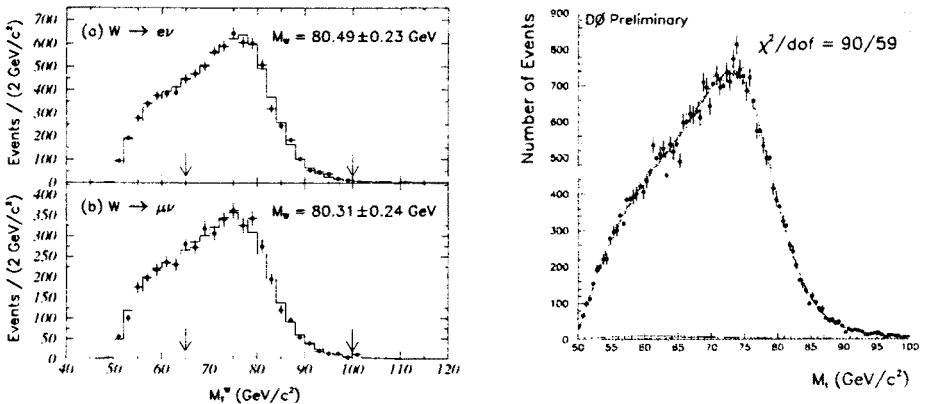 (a) W → eν
M_W = 80.49±0.23 GeV
Events / (2 GeV/c²)
700
600
500
400
300
200
100
0
(b) W → μν
M_W = 80.31±0.24 GeV
Events / (2 GeV/c²)
350
300
250
200
150
100
50
0
40 50 60 70 80 90 100 110 120
M_T^W (GeV/c²)
DØ Preliminary
χ²/dof = 90/59
Number of Events
900
800
700
600
500
400
300
200
100
0
50 55 60 65 70 75 80 85 90 95 100
M_t (GeV/c²)